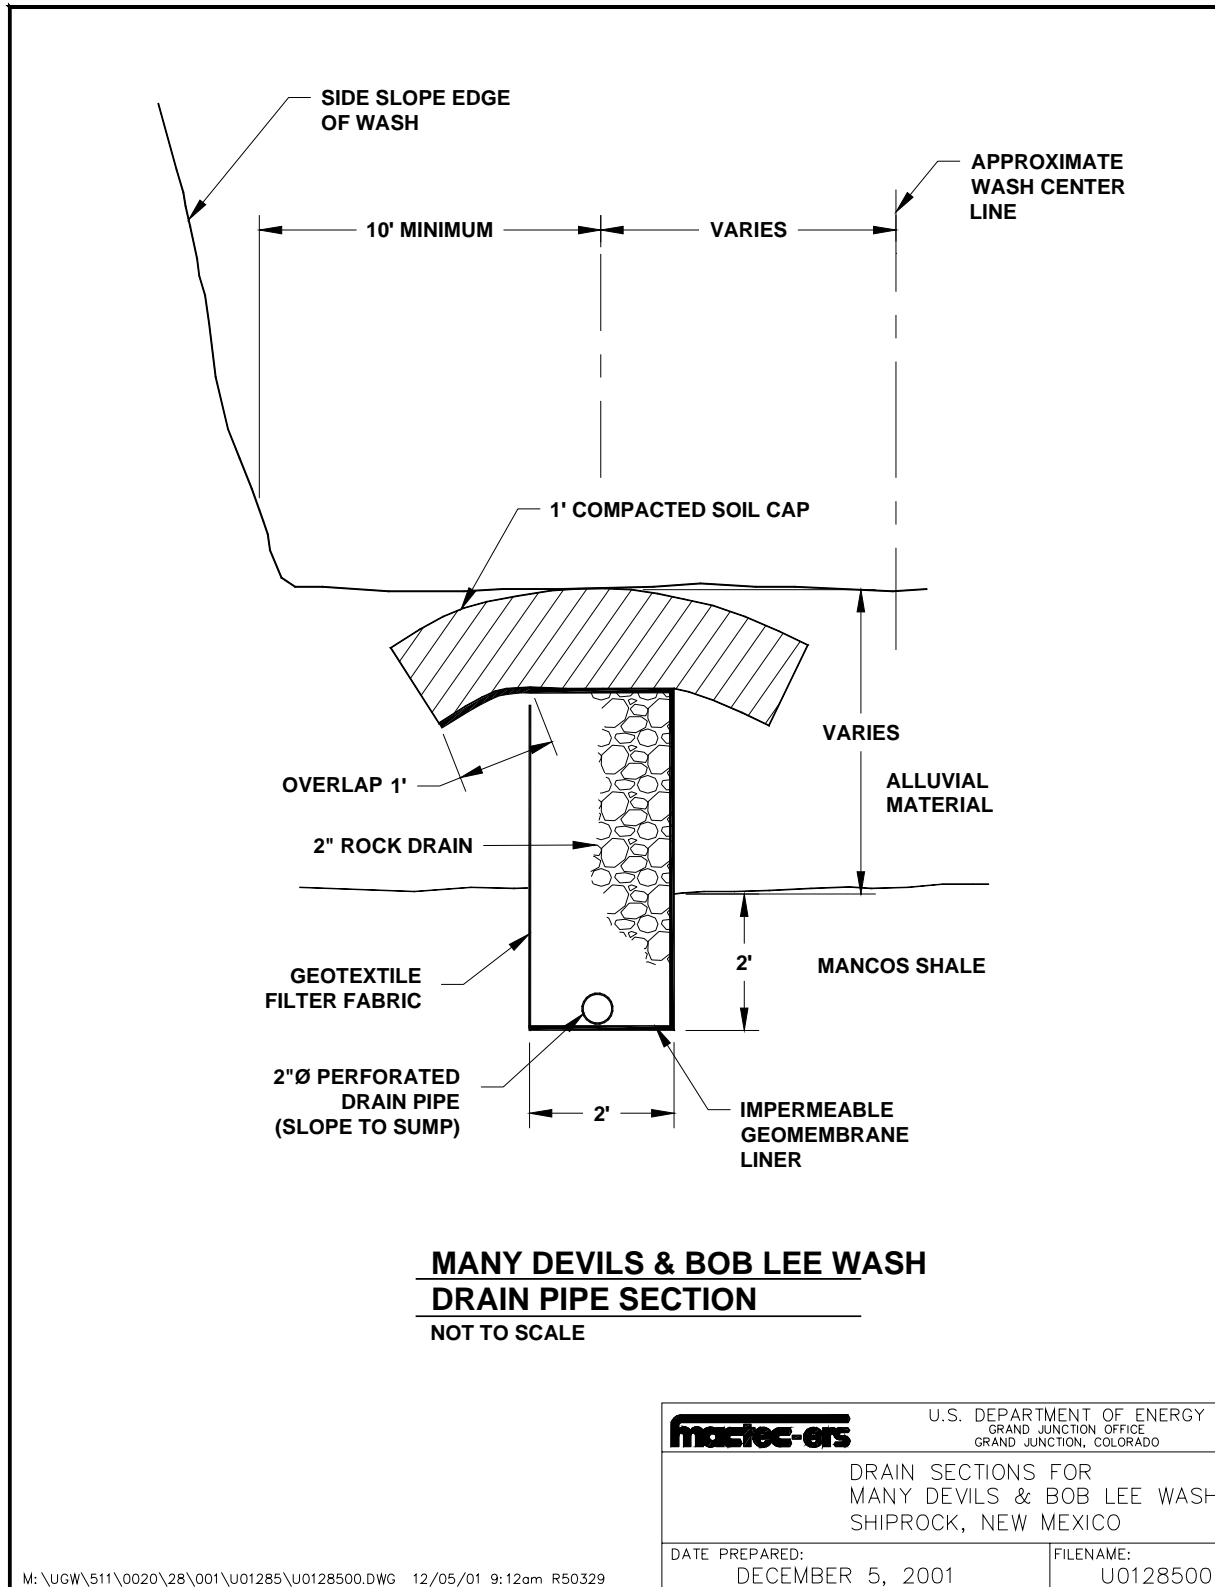 SIDE SLOPE EDGE
OF WASH
APPROXIMATE
WASH CENTER
LINE
10' MINIMUM
VARIES
1' COMPACTED SOIL CAP
VARIES
OVERLAP 1'
ALLUVIAL
MATERIAL
2" ROCK DRAIN
2'
MANCOS SHALE
GEOTEXTILE
FILTER FABRIC
2"Ø PERFORATED
DRAIN PIPE
(SLOPE TO SUMP)
2'
IMPERMEABLE
GEOMEMBRANE
LINER
MANY DEVILS & BOB LEE WASH
DRAIN PIPE SECTION
NOT TO SCALE
mactec-ers
U.S. DEPARTMENT OF ENERGY
GRAND JUNCTION OFFICE
GRAND JUNCTION, COLORADO
DRAIN SECTIONS FOR
MANY DEVILS & BOB LEE WASH
SHIPROCK, NEW MEXICO
DATE PREPARED:
DECEMBER 5, 2001
FILENAME:
U0128500
M:\UGW\511\0020\28\001\U01285\U0128500.DWG 12/05/01 9:12am R50329